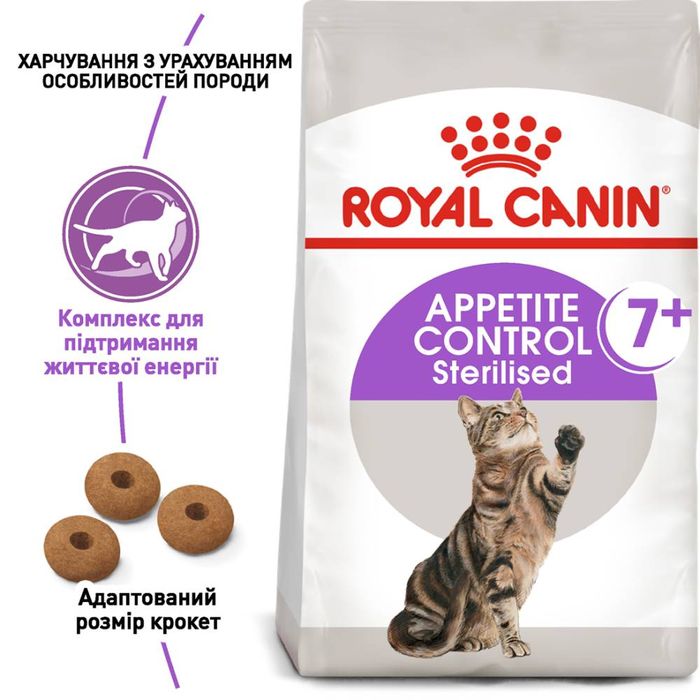 ХАРЧУВАННЯ З УРАХУВАННЯМ
ОСОБЛИВОСТЕЙ ПОРОДИ
Комплекс для
підтримання
життєвої енергії
Адаптований
розмір крокет
ROYAL CANIN®
APPETITE
CONTROL
Sterilised
7+